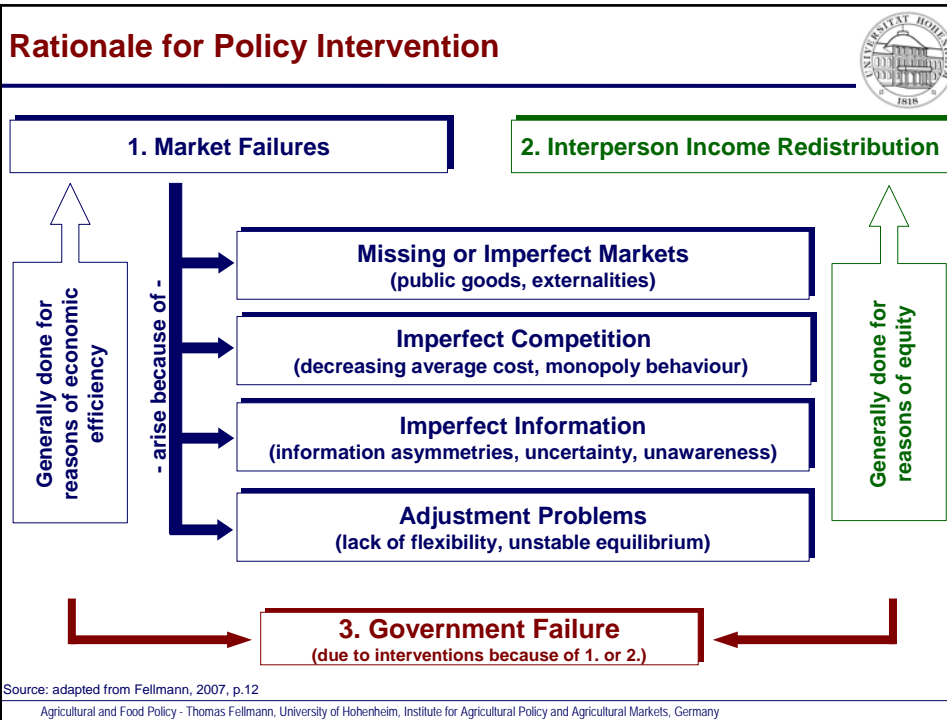 Rationale for Policy Intervention
UNIVERSITÄT HOHENHEIM
1818
1. Market Failures
2. Interperson Income Redistribution
Generally done for
reasons of economic
efficiency
- arise because of -
Missing or Imperfect Markets
(public goods, externalities)
Imperfect Competition
(decreasing average cost, monopoly behaviour)
Imperfect Information
(information asymmetries, uncertainty, unawareness)
Adjustment Problems
(lack of flexibility, unstable equilibrium)
Generally done for
reasons of equity
3. Government Failure
(due to interventions because of 1. or 2.)
Source: adapted from Fellmann, 2007, p.12
Agricultural and Food Policy - Thomas Fellmann, University of Hohenheim, Institute for Agricultural Policy and Agricultural Markets, Germany